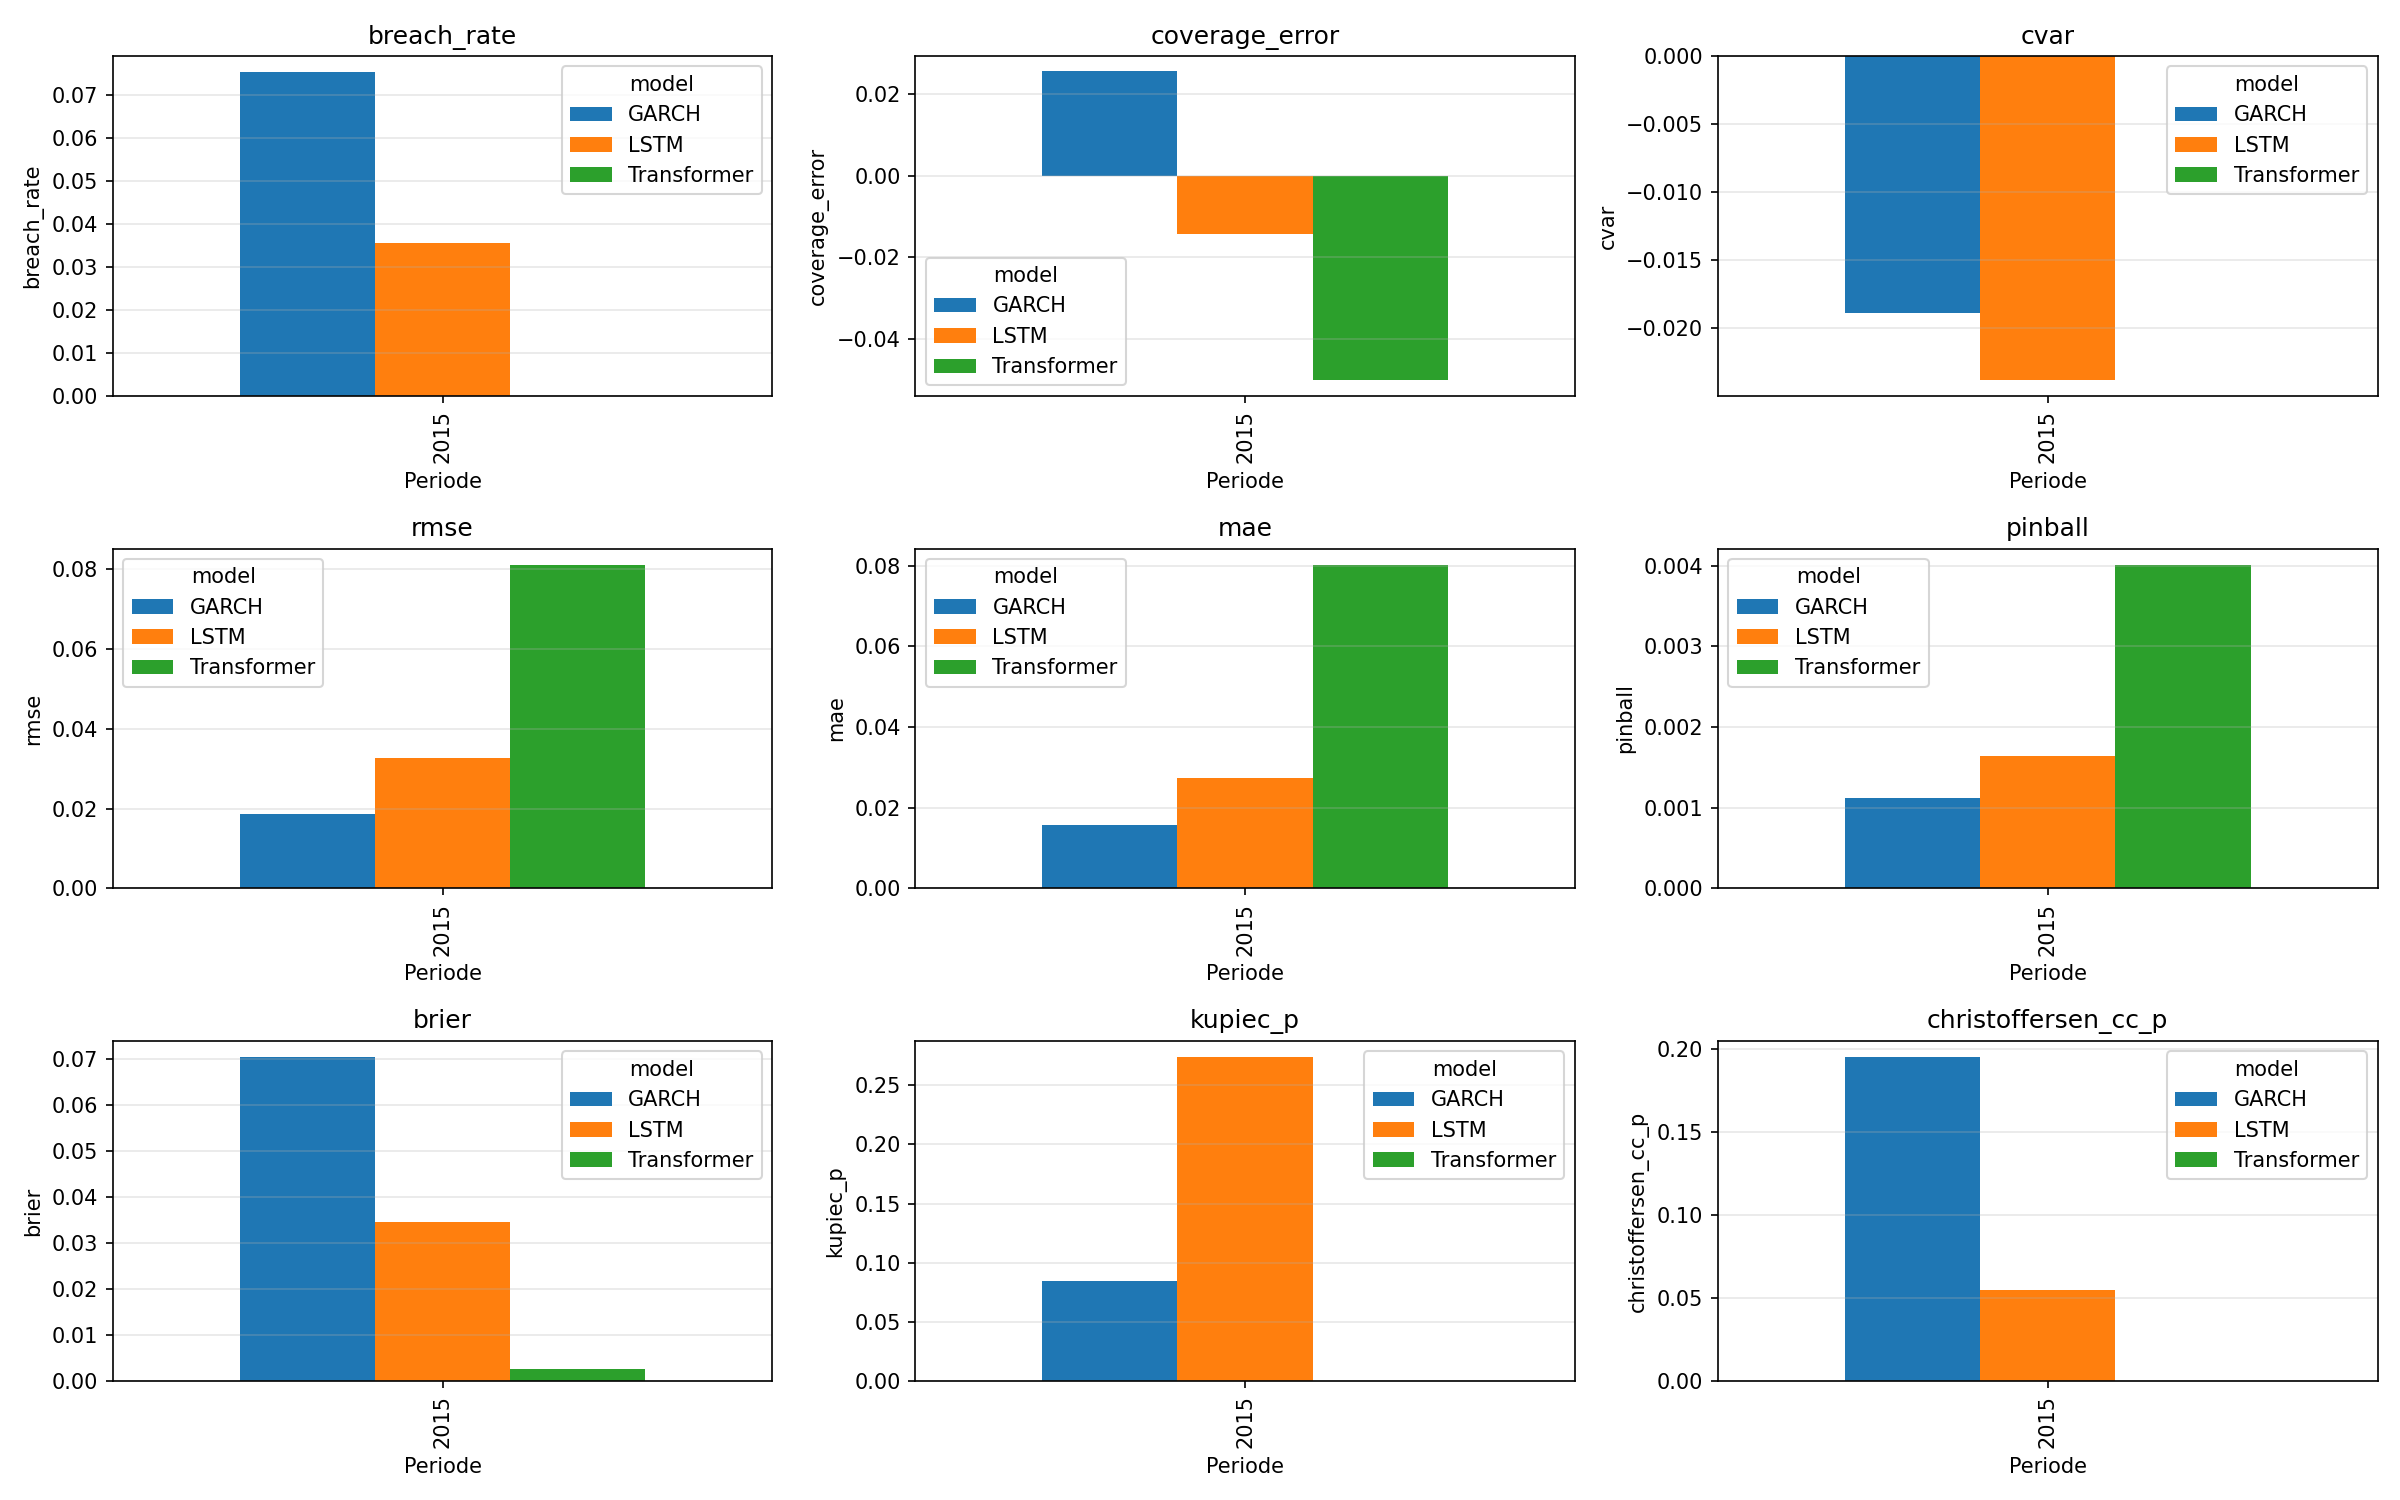 breach_rate
breach_rate
0.07
0.06
0.05
0.04
0.03
0.02
0.01
0.00
model
GARCH
LSTM
Transformer
2015
Periode
coverage_error
coverage_error
0.02
0.00
−0.02
−0.04
model
GARCH
LSTM
Transformer
2015
Periode
cvar
cvar
0.000
−0.005
−0.010
−0.015
−0.020
model
GARCH
LSTM
Transformer
2015
Periode
rmse
rmse
0.08
0.06
0.04
0.02
0.00
model
GARCH
LSTM
Transformer
2015
Periode
mae
mae
0.08
0.06
0.04
0.02
0.00
model
GARCH
LSTM
Transformer
2015
Periode
pinball
pinball
0.004
0.003
0.002
0.001
0.000
model
GARCH
LSTM
Transformer
2015
Periode
brier
brier
0.07
0.06
0.05
0.04
0.03
0.02
0.01
0.00
model
GARCH
LSTM
Transformer
2015
Periode
kupiec_p
kupiec_p
0.25
0.20
0.15
0.10
0.05
0.00
model
GARCH
LSTM
Transformer
2015
Periode
christoffersen_cc_p
christoffersen_cc_p
0.20
0.15
0.10
0.05
0.00
model
GARCH
LSTM
Transformer
2015
Periode